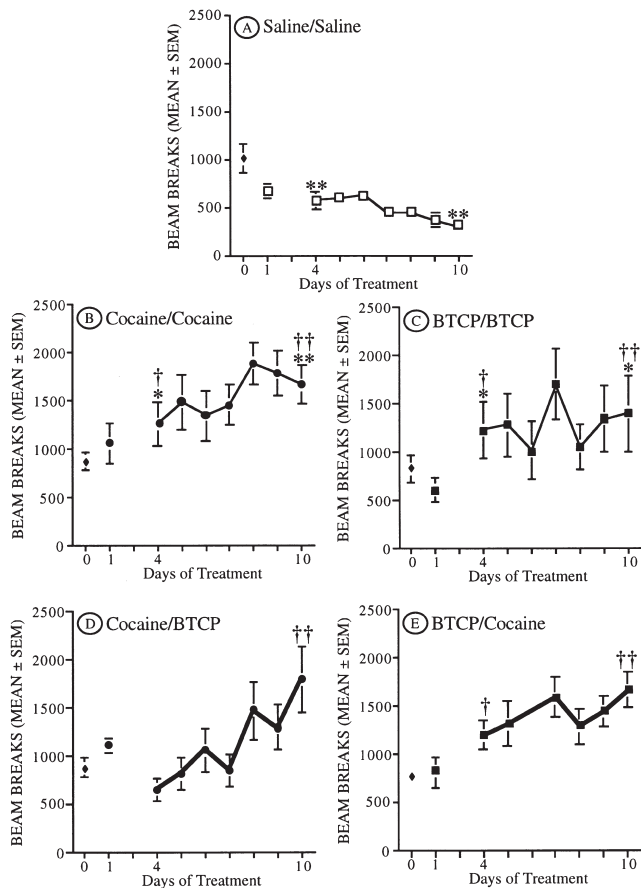 A Saline/Saline
BEAM BREAKS (MEAN ± SEM)
2500
2000
1500
1000
500
0
**
**
0 1 4 10
Days of Treatment
B Cocaine/Cocaine
BEAM BREAKS (MEAN ± SEM)
2500
2000
1500
1000
500
0
†
*
††
**
0 1 4 10
Days of Treatment
C BTCP/BTCP
BEAM BREAKS (MEAN ± SEM)
2500
2000
1500
1000
500
0
†
*
††
*
0 1 4 10
Days of Treatment
D Cocaine/BTCP
BEAM BREAKS (MEAN ± SEM)
2500
2000
1500
1000
500
0
††
0 1 4 10
Days of Treatment
E BTCP/Cocaine
BEAM BREAKS (MEAN ± SEM)
2500
2000
1500
1000
500
0
†
††
0 1 4 10
Days of Treatment